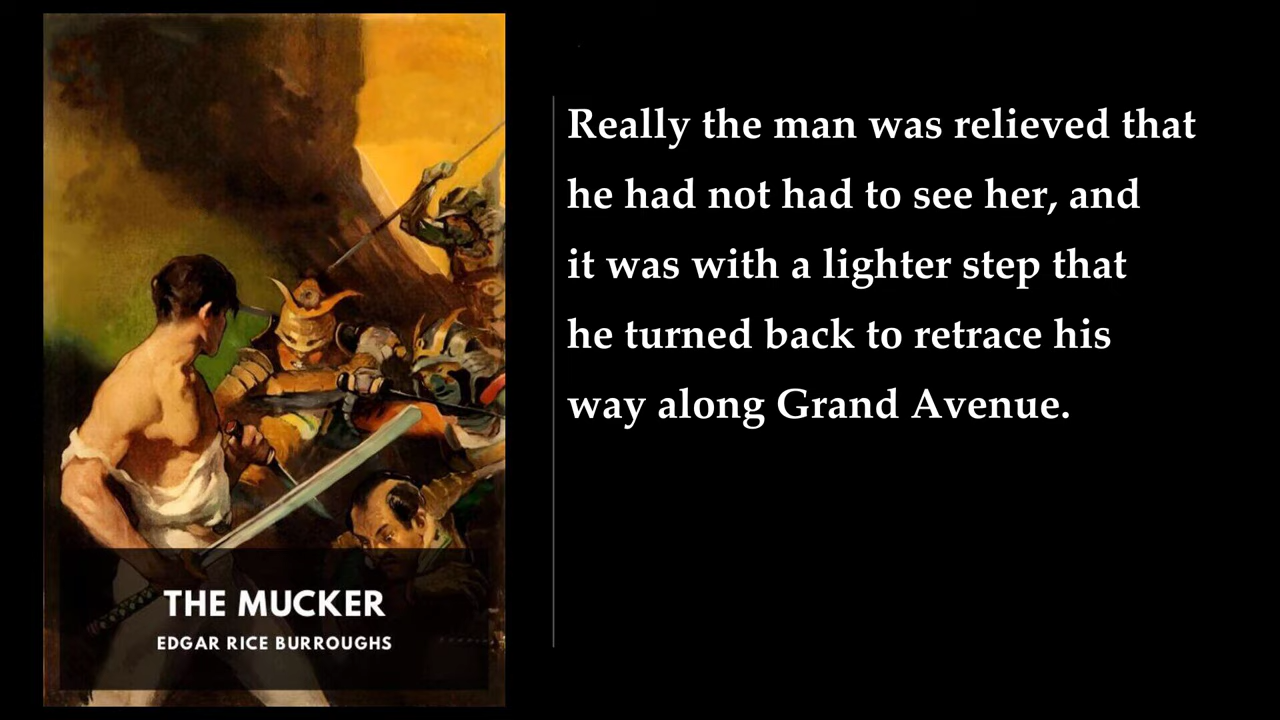 Really the man was relieved that
he had not had to see her, and
it was with a lighter step that
he turned back to retrace his
way along Grand Avenue.
THE MUCKER
EDGAR RICE BURROUGHS